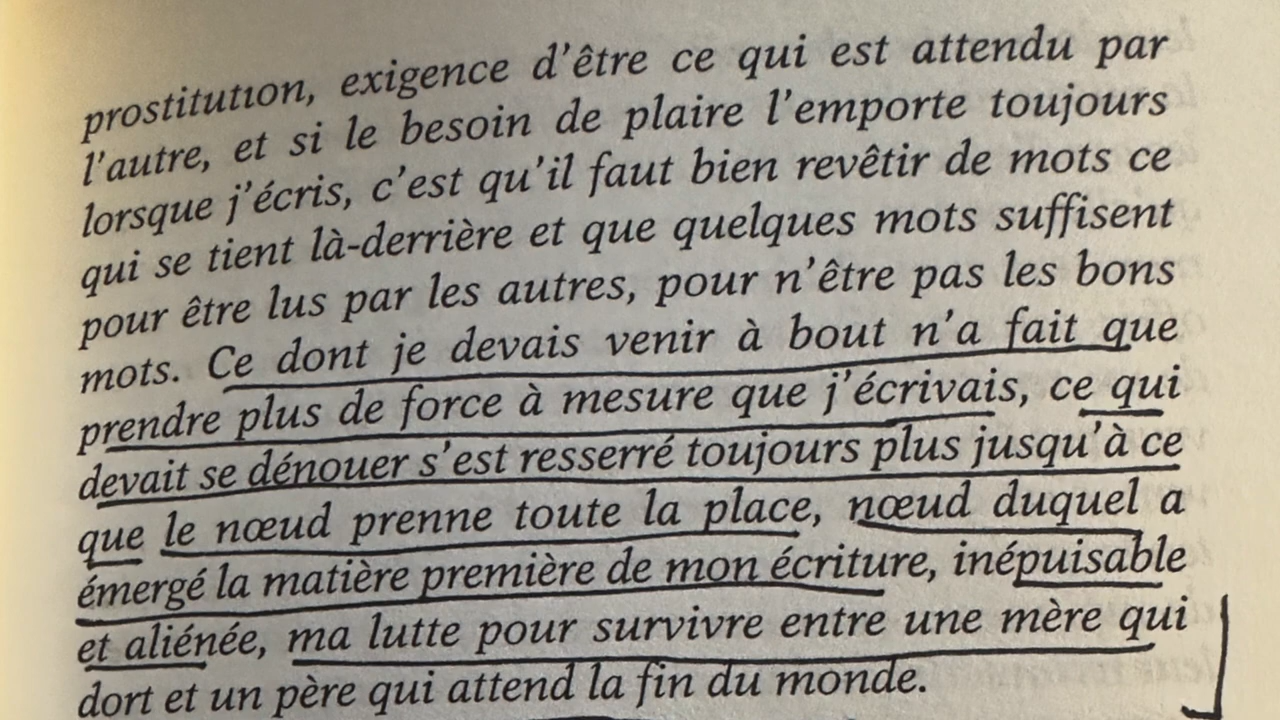 prostitution, exigence d'être ce qui est attendu par
l'autre, et si le besoin de plaire l'emporte toujours
lorsque j'écris, c'est qu'il faut bien revêtir de mots ce
qui se tient là-derrière et que quelques mots suffisent
pour être lus par les autres, pour n'être pas les bons
mots. Ce dont je devais venir à bout n'a fait que
prendre plus de force à mesure que j'écrivais, ce qui
devait se dénouer s'est resserré toujours plus jusqu'à ce
que le nœud prenne toute la place, nœud duquel a
émergé la matière première de mon écriture, inépuisable
et aliénée, ma lutte pour survivre entre une mère qui
dort et un père qui attend la fin du monde.